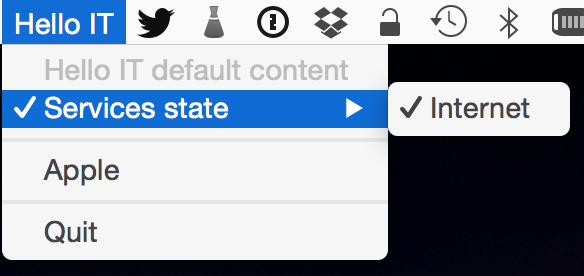 Hello IT
Hello IT default content
Services state
Internet
Apple
Quit